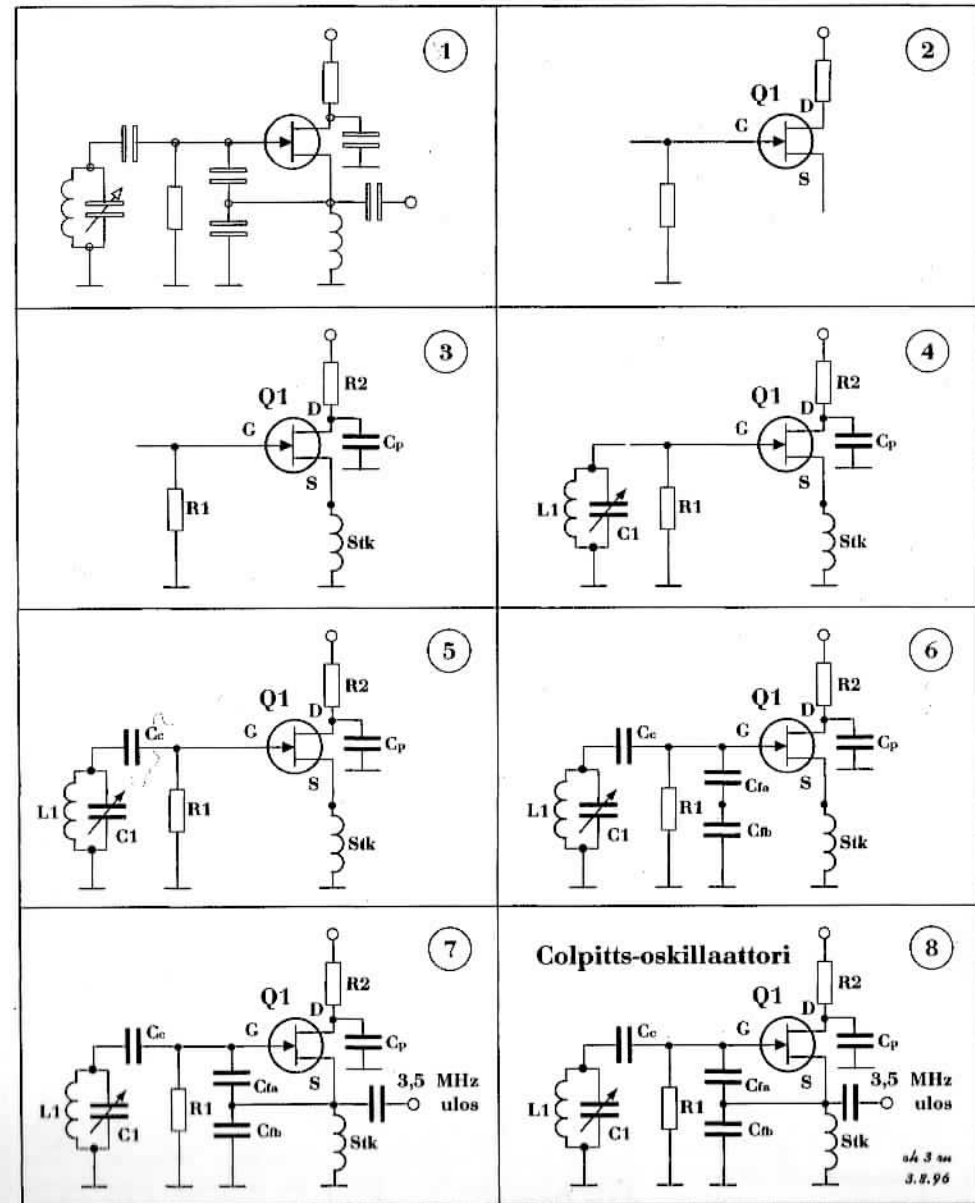 1
2
Q1
D
G
S
3
R2
Q1
D
G
Cp
S
R1
Stk
4
R2
Q1
D
G
Cp
S
L1
C1
R1
Stk
5
R2
Q1
D
Cc
G
Cp
S
L1
C1
R1
Stk
6
R2
Q1
D
Cc
G
Cp
S
Cfa
L1
C1
R1
Cfb
Stk
7
R2
Q1
D
Cc
G
Cp
S
Cfa
3,5 MHz
ulos
L1
C1
R1
Cfb
Stk
8
Colpitts-oskillaattori
R2
Q1
D
Cc
G
Cp
S
Cfa
3,5 MHz
ulos
L1
C1
R1
Cfb
Stk
3.8.96